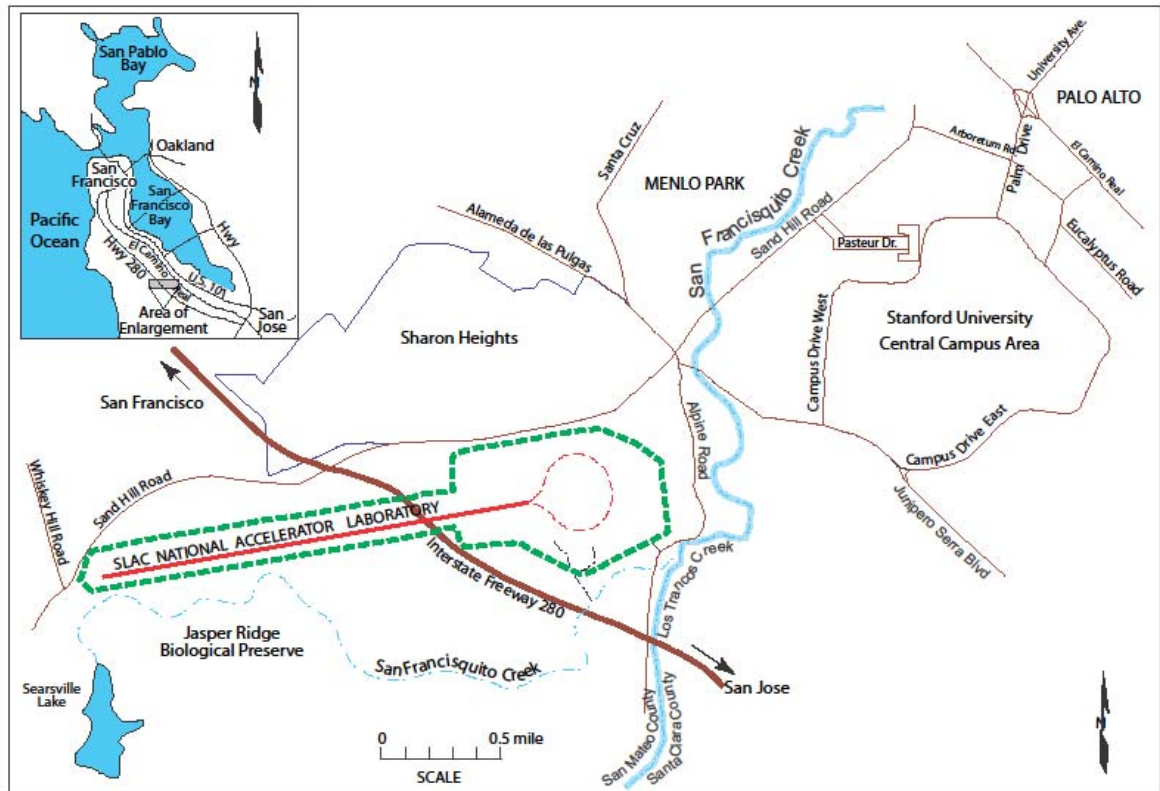 San Pablo
Bay
N
Oakland
San
Francisco
San
Francisco
Bay
Pacific
Ocean
Hwy
Hwy 280
El Camino Real
U.S. 101
San
Jose
Area of
Enlargement
University Ave.
PALO ALTO
Arboretum Rd
Palm Drive
El Camino Real
Santa Cruz
MENLO PARK
San Francisquito Creek
Sand Hill Road
Alameda de las Pulgas
Pasteur Dr.
Eucalyptus Road
Sharon Heights
Stanford University
Central Campus Area
Campus Drive West
San Francisco
Alpine Road
Campus Drive East
Whiskey Hill Road
Sand Hill Road
SLAC NATIONAL ACCELERATOR LABORATORY
Junipero Serra Blvd
Interstate Freeway 280
Los Trancos Creek
Jasper Ridge
Biological Preserve
San Francisquito Creek
Searsville
Lake
San Jose
San Mateo County
Santa Clara County
0 0.5 mile
SCALE
N